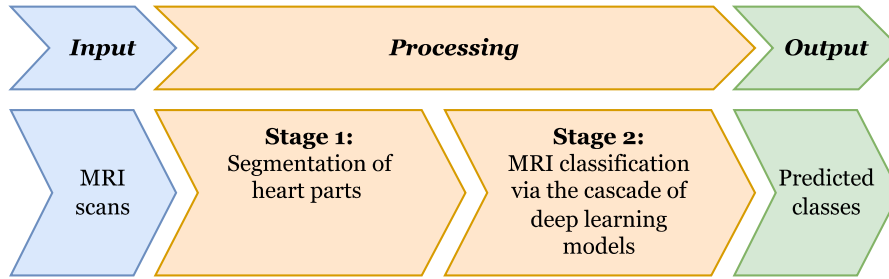 Input
Processing
Output
MRI
scans
Stage 1:
Segmentation of
heart parts
Stage 2:
MRI classification
via the cascade of
deep learning
models
Predicted
classes